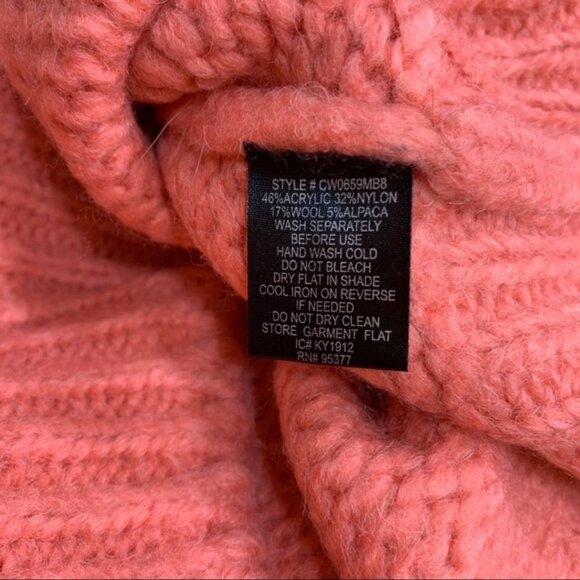 STYLE # CW0659MB8
46%ACRYLIC 32%NYLON
17%WOOL 5%ALPACA
WASH SEPARATELY
BEFORE USE
HAND WASH COLD
DO NOT BLEACH
DRY FLAT IN SHADE
COOL IRON ON REVERSE
IF NEEDED
DO NOT DRY CLEAN
STORE GARMENT FLAT
IC# KY1912
RN# 95377